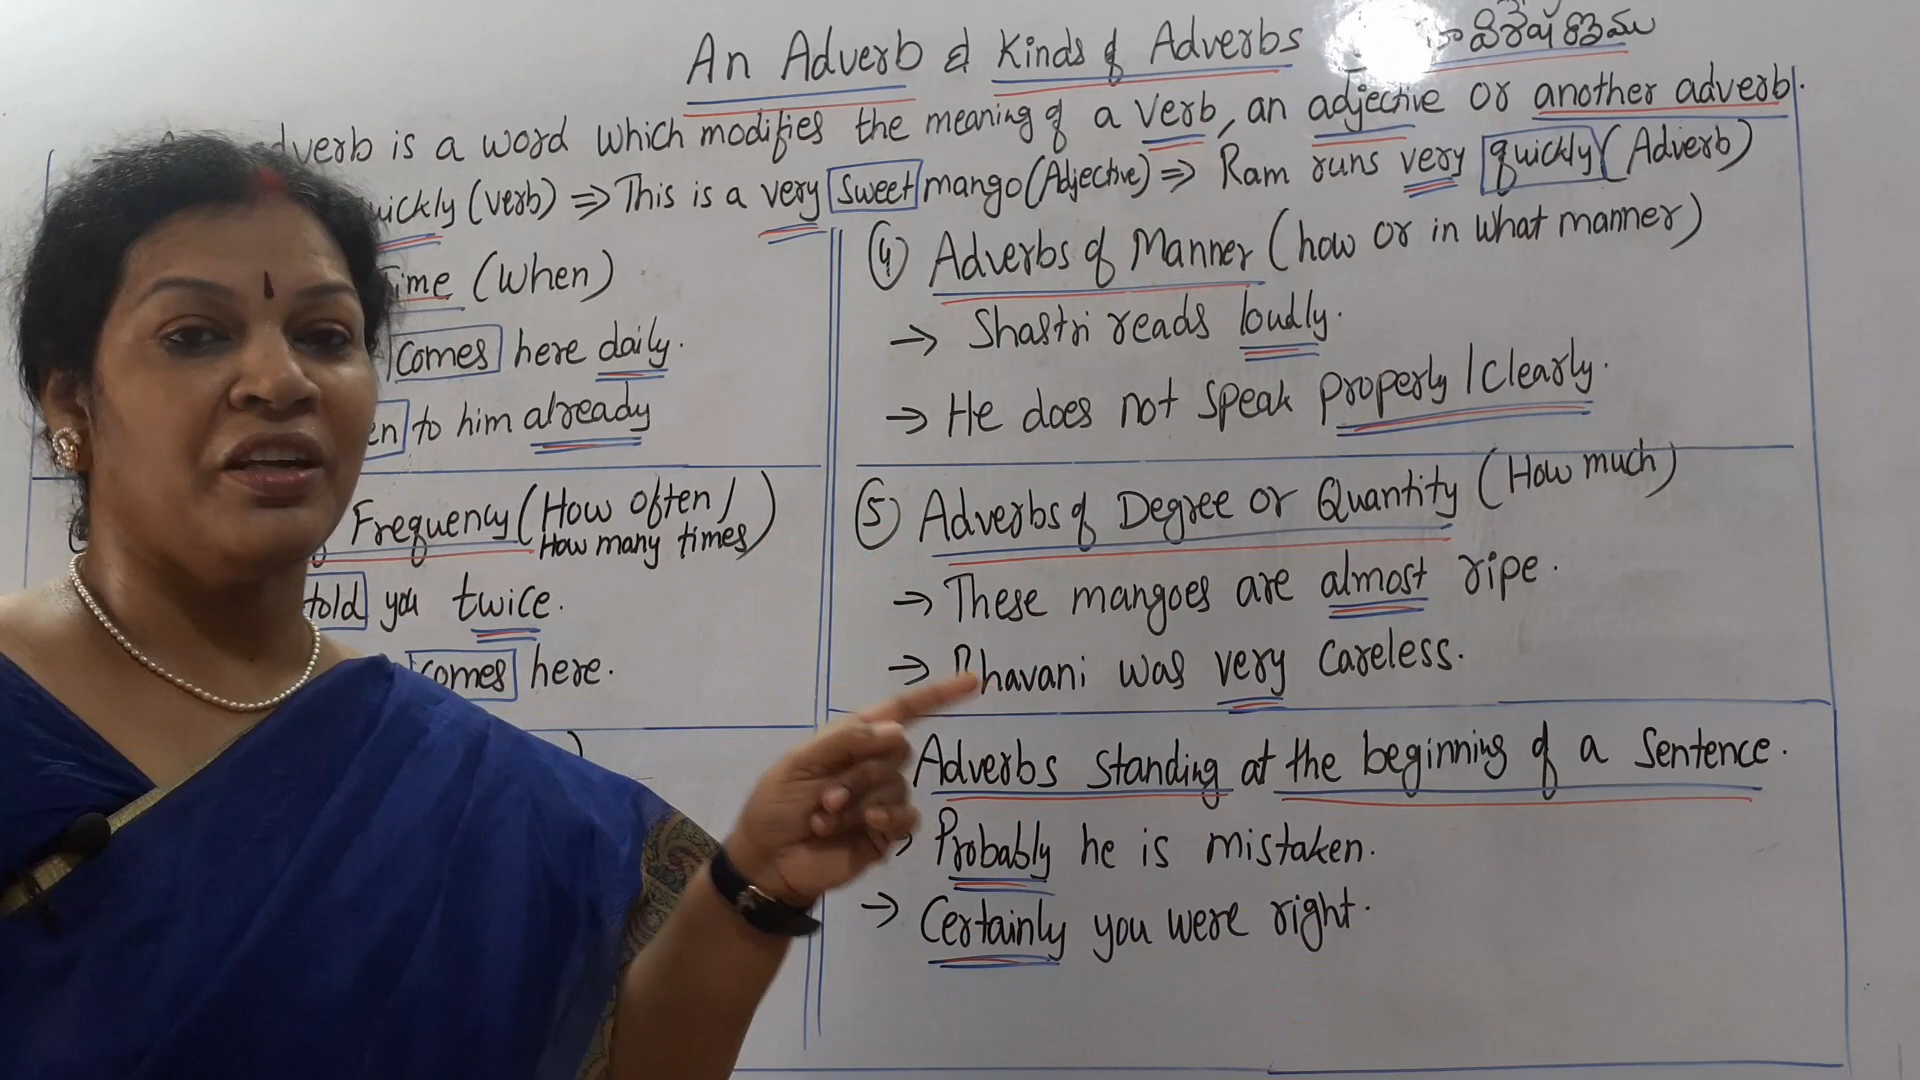 An Adverb & Kinds of Adverbs
విశేషణము
adverb is a word which modifies the meaning of a verb, an adjective or another adverb.
quickly (verb) ⇒ This is a very sweet mango (Adjective) ⇒ Ram runs very quickly (Adverb)
Time (when)
comes here daily.
to him already
Frequency (How often /
How many times)
told you twice.
comes here.
④ Adverbs of Manner (how or in what manner)
→ Shastri reads loudly.
→ He does not speak properly / clearly.
⑤ Adverbs of Degree or Quantity (How much)
→ These mangoes are almost ripe.
→ Bhavani was very careless.
Adverbs standing at the beginning of a sentence.
Probably he is mistaken.
→ Certainly you were right.